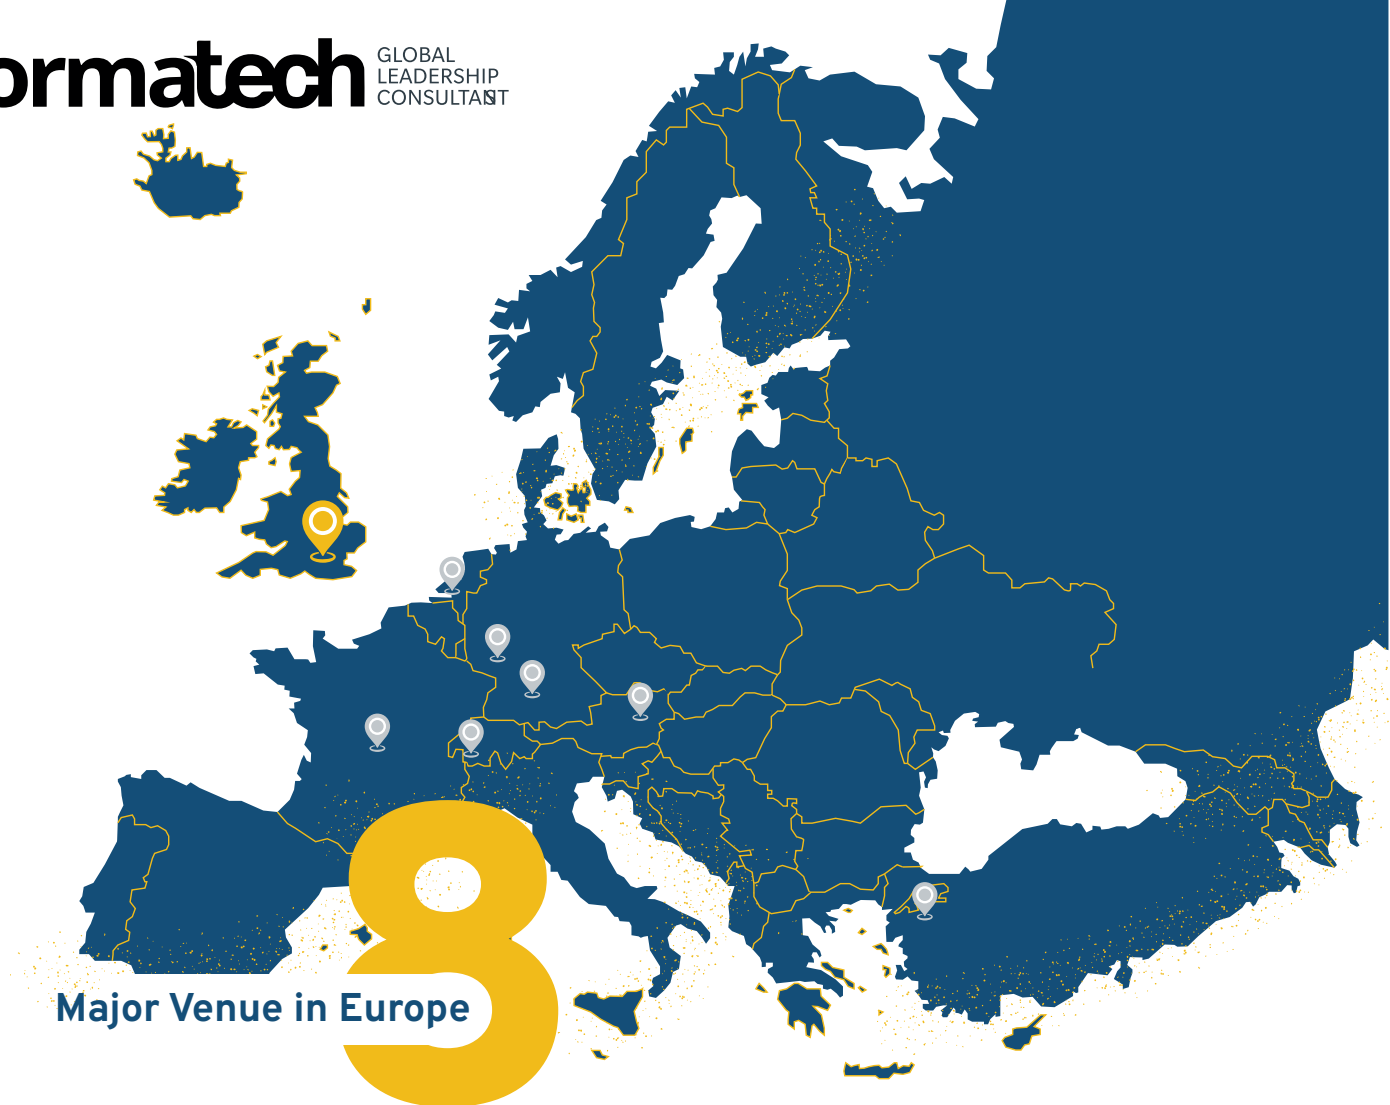 ormatech
GLOBAL
LEADERSHIP
CONSULTANT
8
Major Venue in Europe